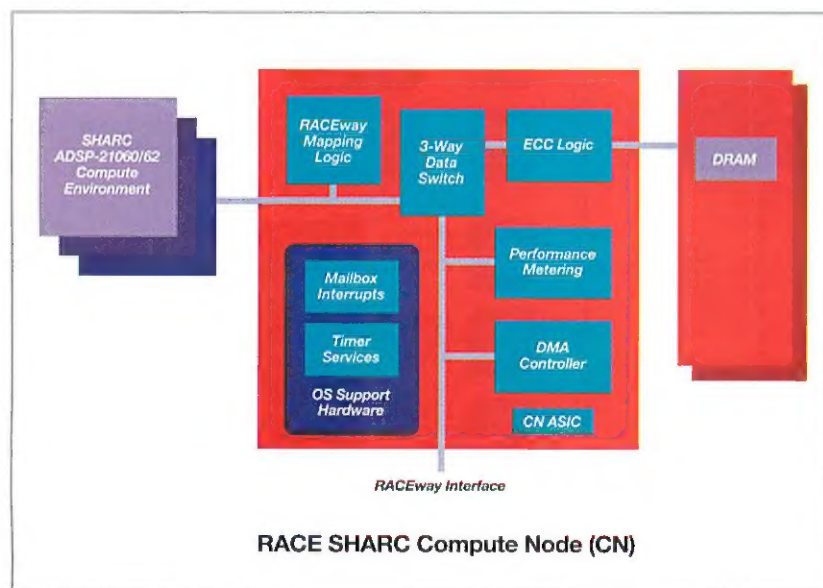 SHARC
ADSP-21060/62
Compute
Environment
RACEway
Mapping
Logic
3-Way
Data
Switch
ECC Logic
DRAM
Mailbox
Interrupts
Timer
Services
OS Support
Hardware
Performance
Metering
DMA
Controller
CN ASIC
RACEway Interface
RACE SHARC Compute Node (CN)